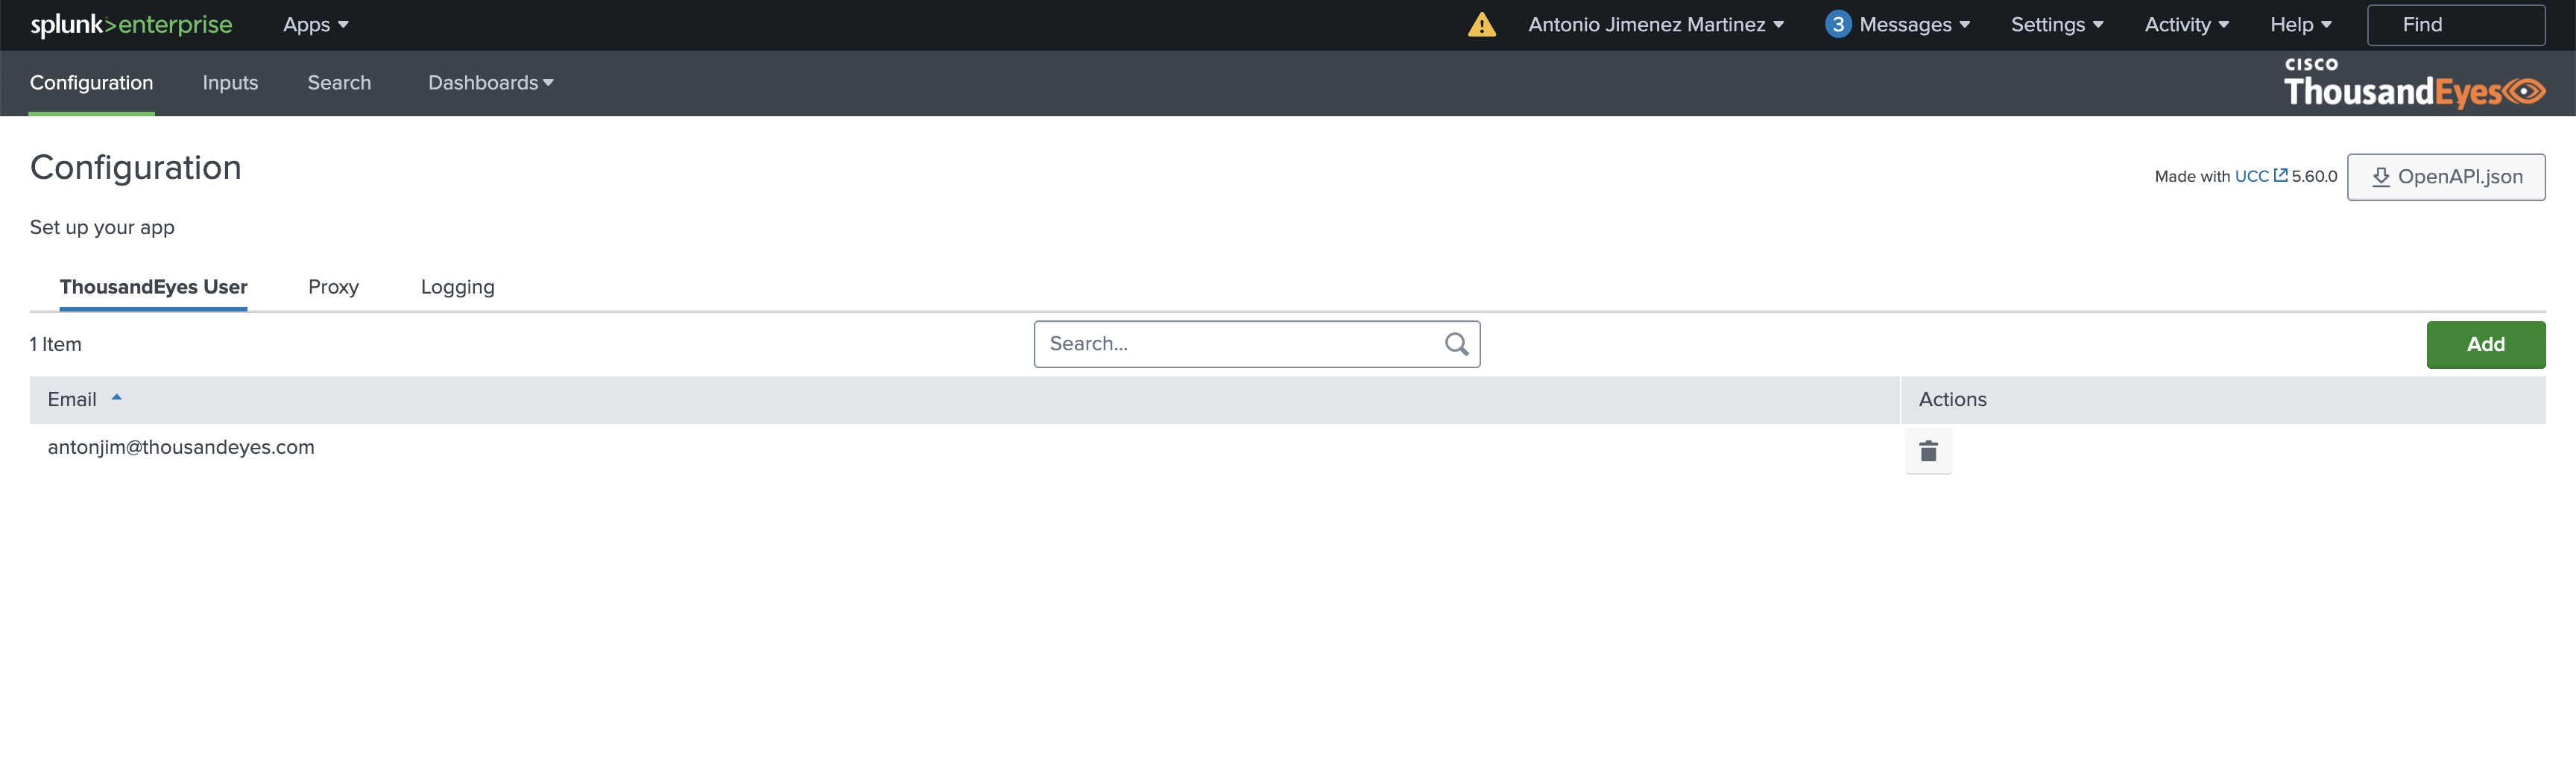 splunk>enterprise Apps Antonio Jimenez Martinez 3 Messages Settings Activity Help Find
Configuration Inputs Search Dashboards
CISCO
ThousandEyes
Configuration
Made with UCC 5.60.0 OpenAPI.json
Set up your app
ThousandEyes User Proxy Logging
1 Item Search... Add
Email Actions
antonjim@thousandeyes.com